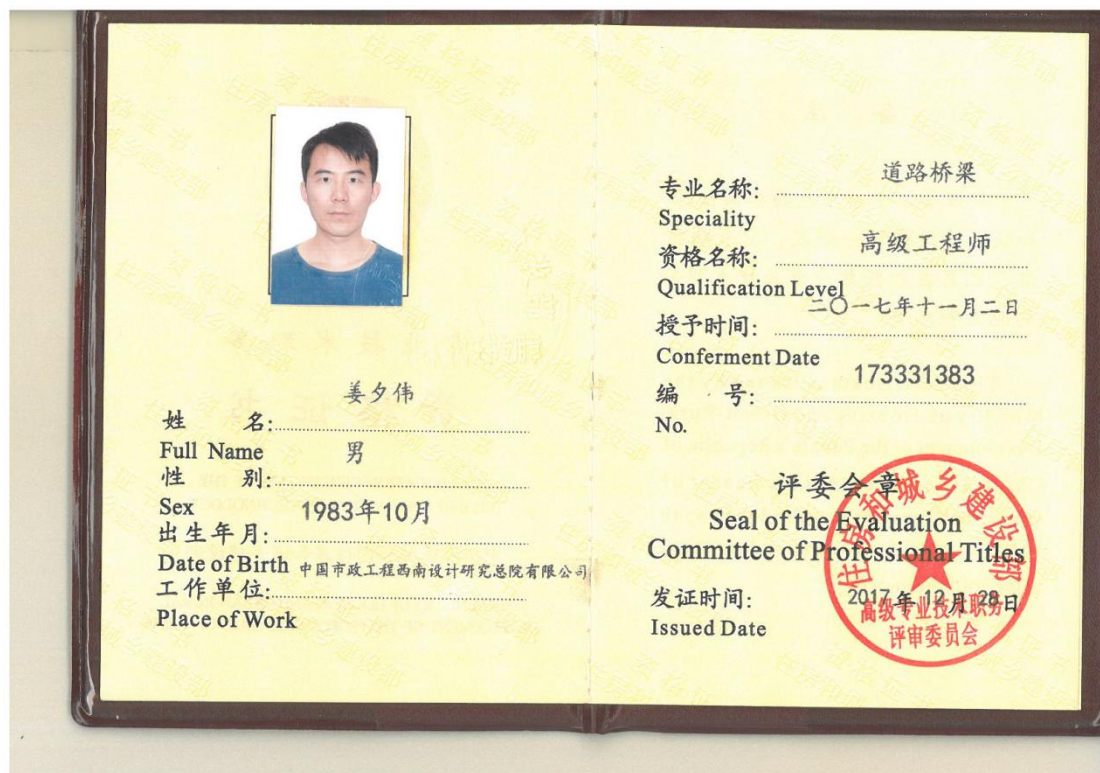 姜夕伟
姓 名:
Full Name
男
性 别:
Sex
1983年10月
出生年月:
Date of Birth
中国市政工程西南设计研究总院有限公司
工作单位:
Place of Work
道路桥梁
专业名称:
Speciality
高级工程师
资格名称:
Qualification Level
二〇一七年十一月二日
授予时间:
Conferment Date
173331383
编 号:
No.
评委会章
Seal of the Evaluation
Committee of Professional Titles
发证时间:
2017年 12月 28日
Issued Date
住房和城乡建设部
高级专业技术职务
评审委员会